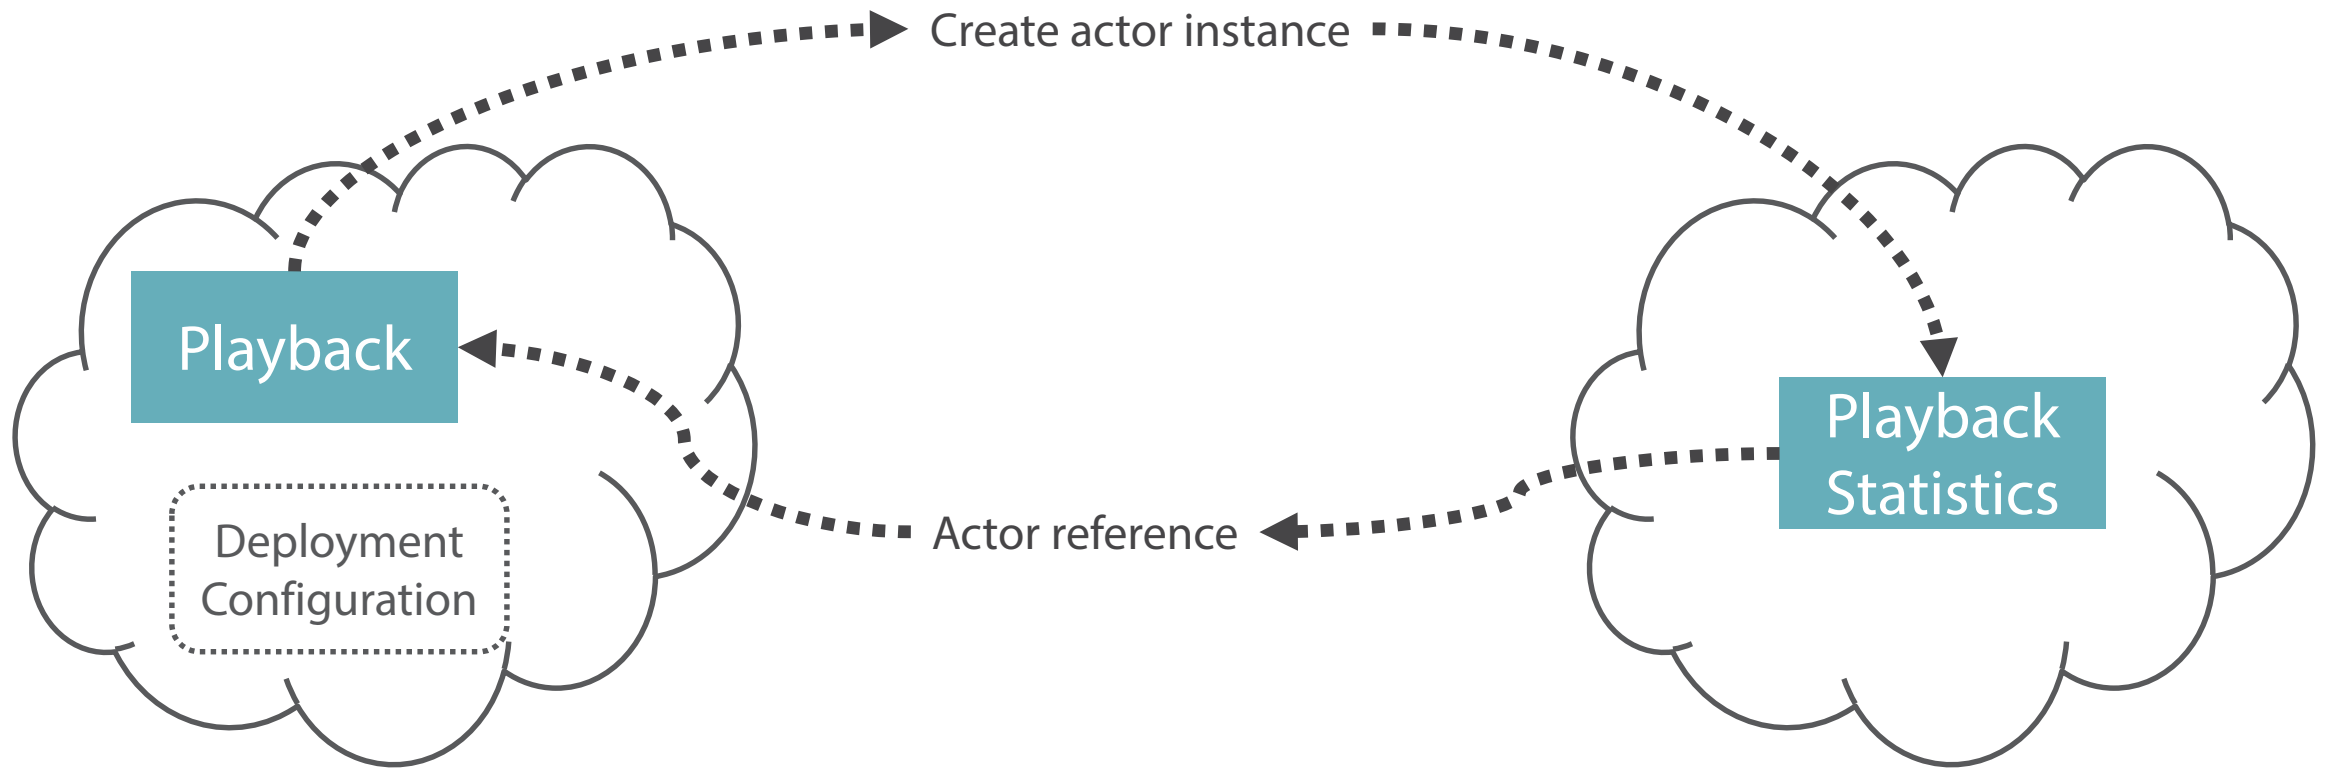 Create actor instance
Playback
Playback
Statistics
Actor reference
Deployment
Configuration